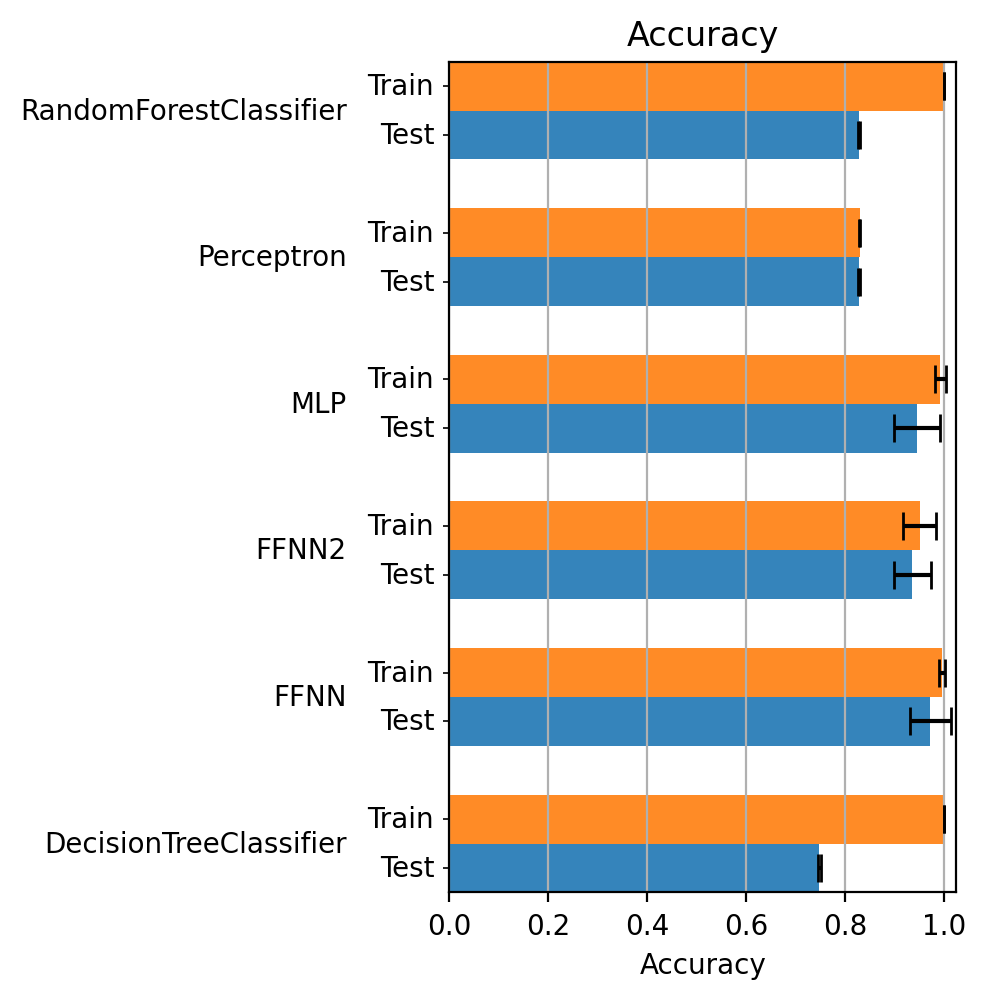 Accuracy
RandomForestClassifier
Train
Test
Perceptron
Train
Test
MLP
Train
Test
FFNN2
Train
Test
FFNN
Train
Test
DecisionTreeClassifier
Train
Test
0.0 0.2 0.4 0.6 0.8 1.0
Accuracy